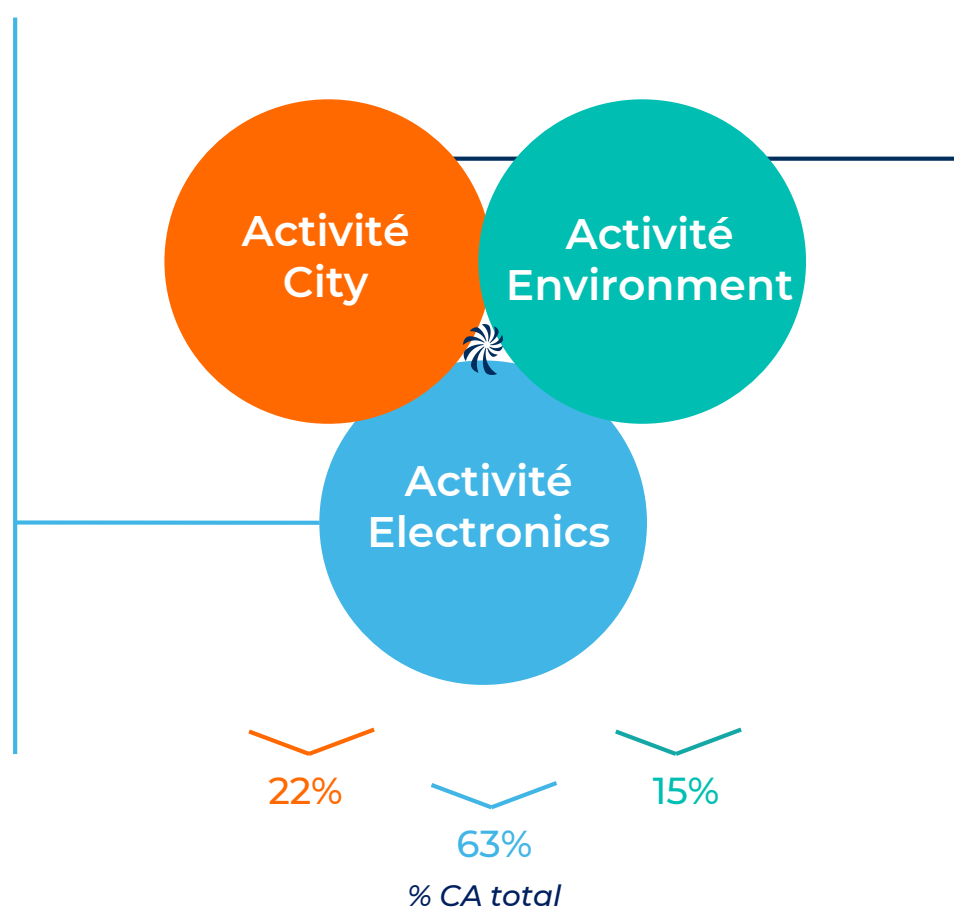 Activité
City
Activité
Environment
Activité
Electronics
22%
15%
63%
% CA total